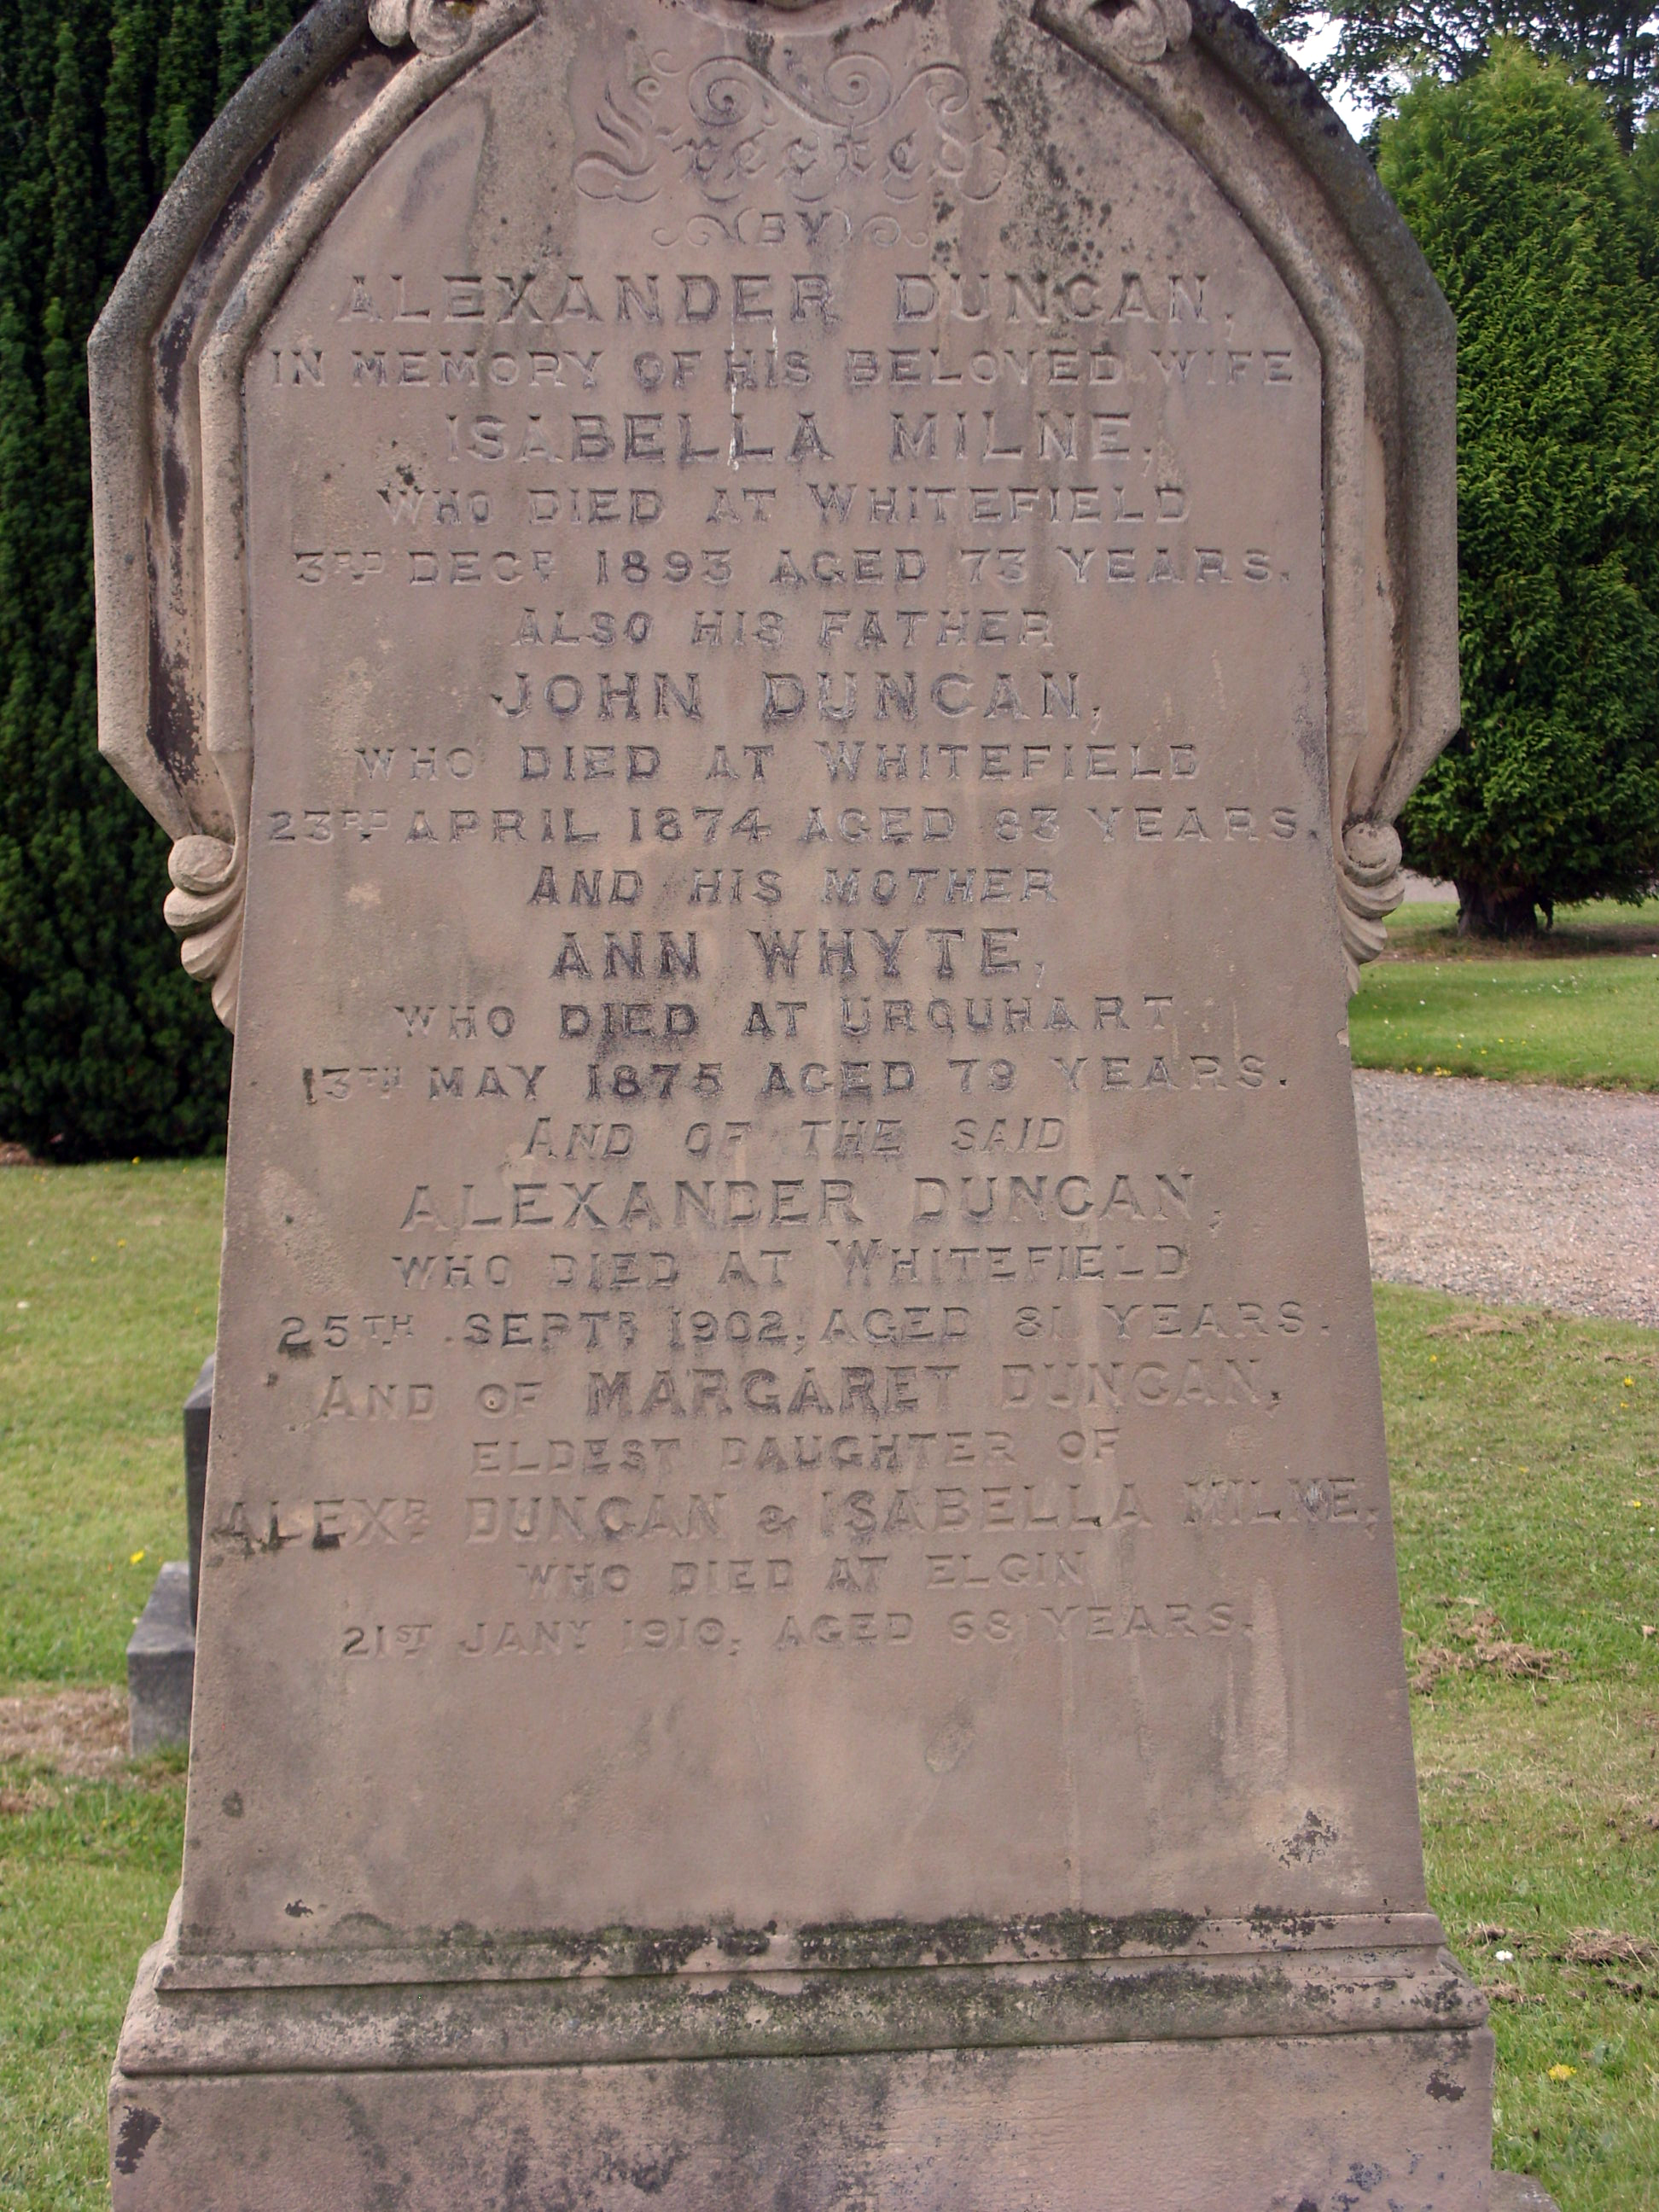 Erected
(BY)
ALEXANDER DUNCAN,
IN MEMORY OF HIS BELOVED WIFE
ISABELLA MILNE,
WHO DIED AT WHITEFIELD
3RD DECR 1893 AGED 73 YEARS.
ALSO HIS FATHER
JOHN DUNCAN,
WHO DIED AT WHITEFIELD
23RD APRIL 1874 AGED 83 YEARS.
AND HIS MOTHER
ANN WHYTE,
WHO DIED AT URQUHART
13TH MAY 1875 AGED 79 YEARS.
AND OF THE SAID
ALEXANDER DUNCAN,
WHO DIED AT WHITEFIELD
25TH SEPTR 1902, AGED 81 YEARS.
AND OF MARGARET DUNCAN,
ELDEST DAUGHTER OF
ALEXR DUNCAN & ISABELLA MILNE,
WHO DIED AT ELGIN
21ST JANY 1910, AGED 68 YEARS.